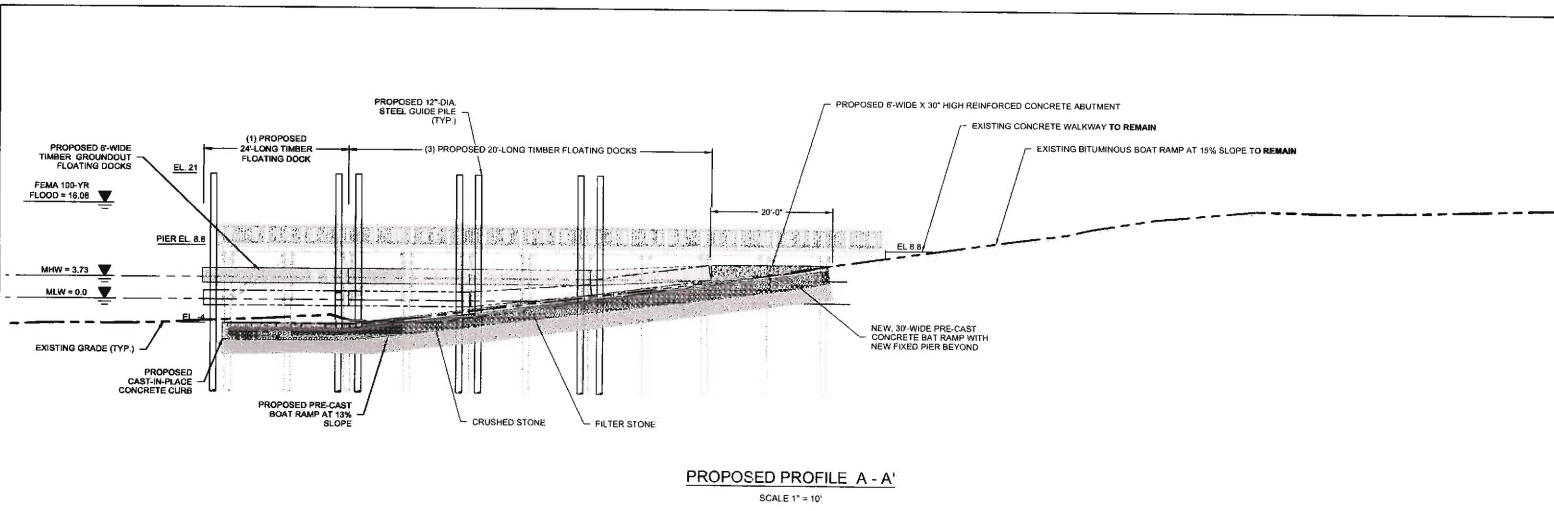 PROPOSED 12"-DIA.
STEEL GUIDE PILE
(TYP.)
PROPOSED 6'-WIDE X 30" HIGH REINFORCED CONCRETE ABUTMENT
EXISTING CONCRETE WALKWAY TO REMAIN
EXISTING BITUMINOUS BOAT RAMP AT 15% SLOPE TO REMAIN
(1) PROPOSED
24'-LONG TIMBER
FLOATING DOCK
(3) PROPOSED 20'-LONG TIMBER FLOATING DOCKS
PROPOSED 6'-WIDE
TIMBER GROUNDOUT
FLOATING DOCKS
EL. 21
FEMA 100-YR
FLOOD = 16.08
20'-0"
PIER EL. 8.8
EL 8.8
MHW = 3.73
MLW = 0.0
EL. -4
EXISTING GRADE (TYP.)
PROPOSED
CAST-IN-PLACE
CONCRETE CURB
PROPOSED PRE-CAST
BOAT RAMP AT 13%
SLOPE
CRUSHED STONE
FILTER STONE
NEW, 30'-WIDE PRE-CAST
CONCRETE BAT RAMP WITH
NEW FIXED PIER BEYOND
PROPOSED PROFILE A - A'
SCALE 1" = 10'